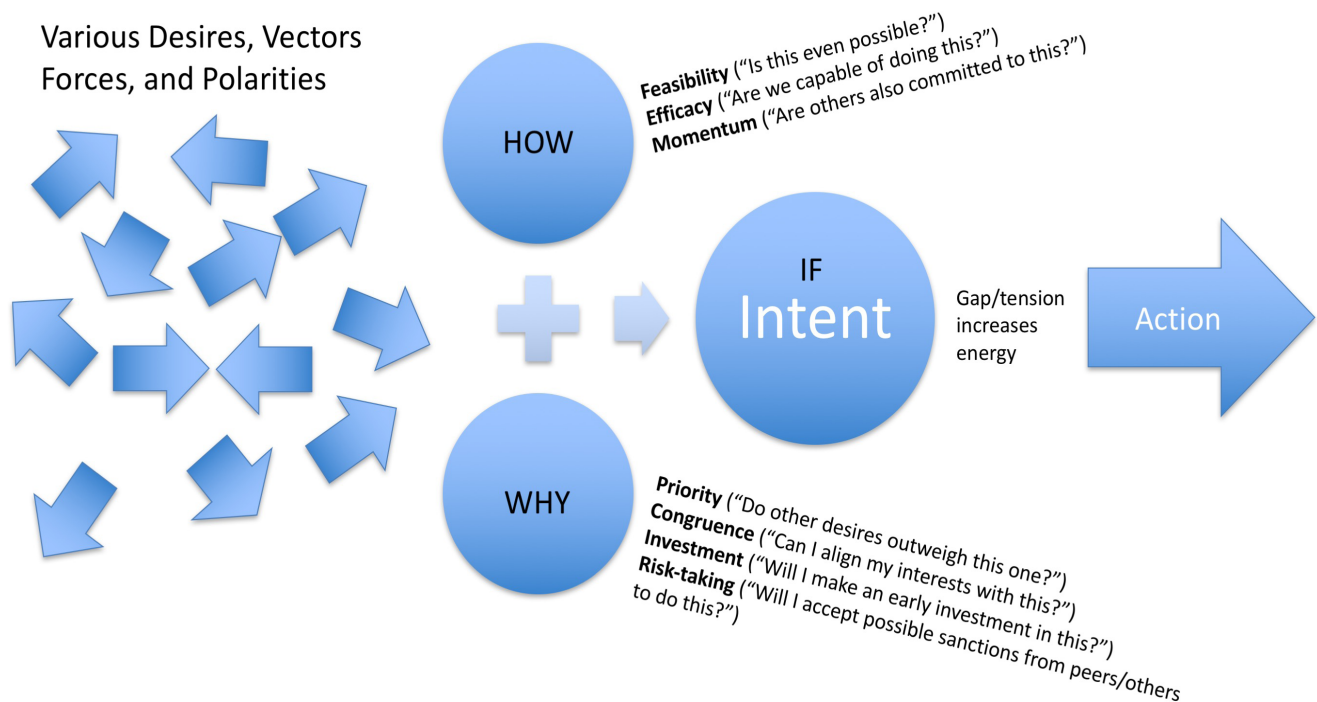 Various Desires, Vectors
Forces, and Polarities
HOW
Feasibility (“Is this even possible?”)
Efficacy (“Are we capable of doing this?”)
Momentum (“Are others also committed to this?”)
IF
Intent
Gap/tension
increases
energy
Action
WHY
Priority (“Do other desires outweigh this one?”)
Congruence (“Can I align my interests with this?”)
Investment (“Will I make an early investment in this?”)
Risk-taking (“Will I accept possible sanctions from peers/others
to do this?”)